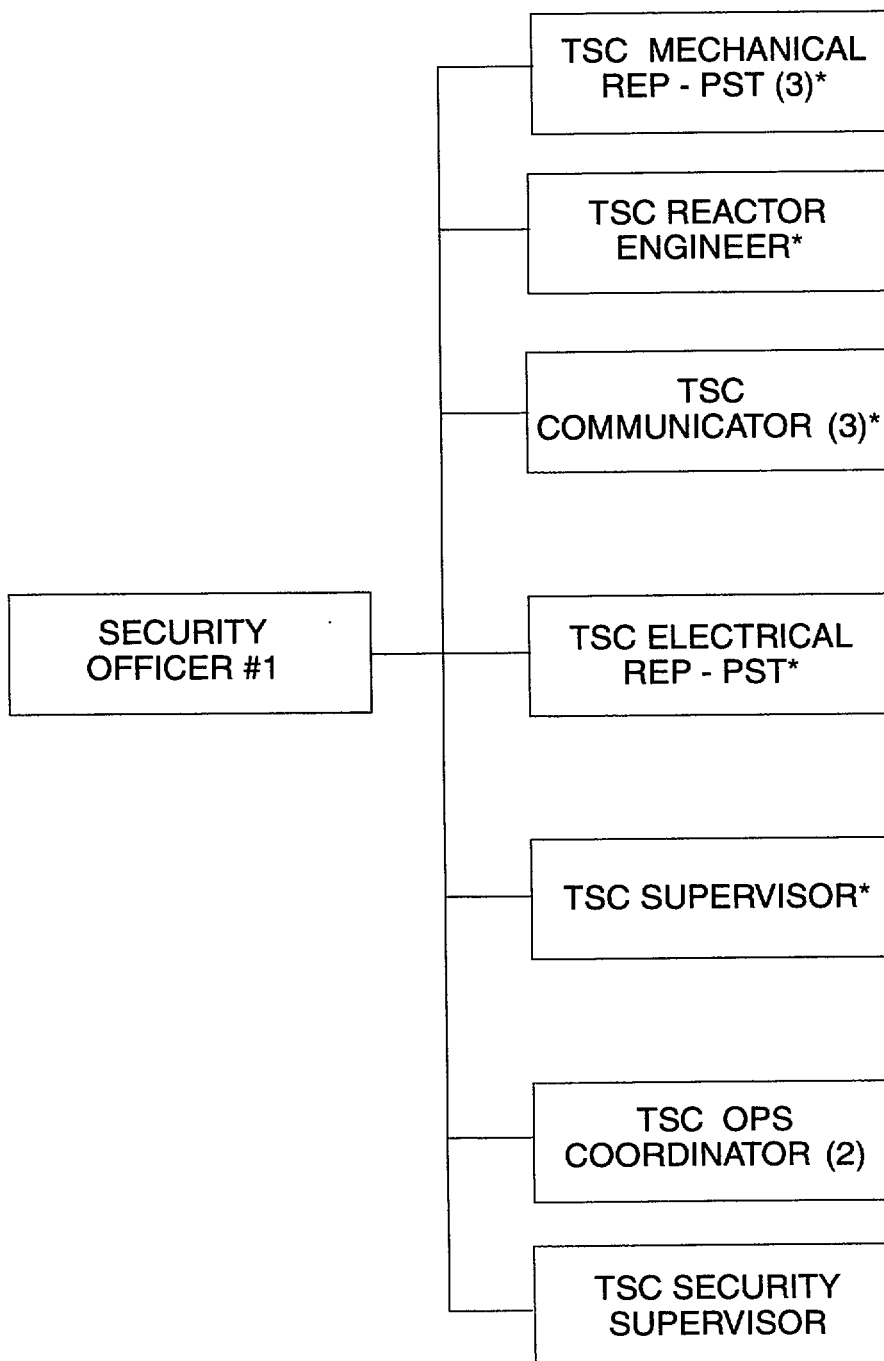 TSC MECHANICAL
REP - PST (3)*
TSC REACTOR
ENGINEER*
TSC
COMMUNICATOR (3)*
SECURITY
OFFICER #1
TSC ELECTRICAL
REP - PST*
TSC SUPERVISOR*
TSC OPS
COORDINATOR (2)
TSC SECURITY
SUPERVISOR